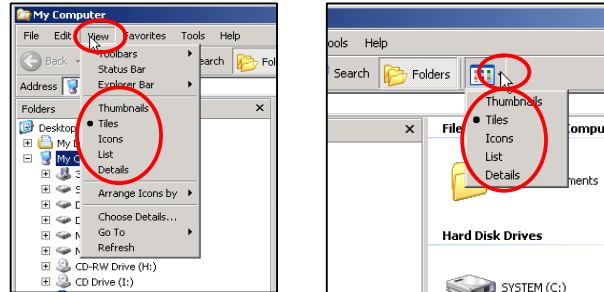 My Computer
File Edit View Favorites Tools Help
Back
Address
Folders
Desktop
Toolbars
Status Bar
Explorer Bar
Thumbnails
Tiles
Icons
List
Details
Arrange Icons by
Choose Details...
Go To
Refresh
CD-RW Drive (H:)
CD Drive (I:)
ools Help
Search Folders
Thumbnails
Tiles
Icons
List
Details
File
ments
Hard Disk Drives
SYSTEM (C:)